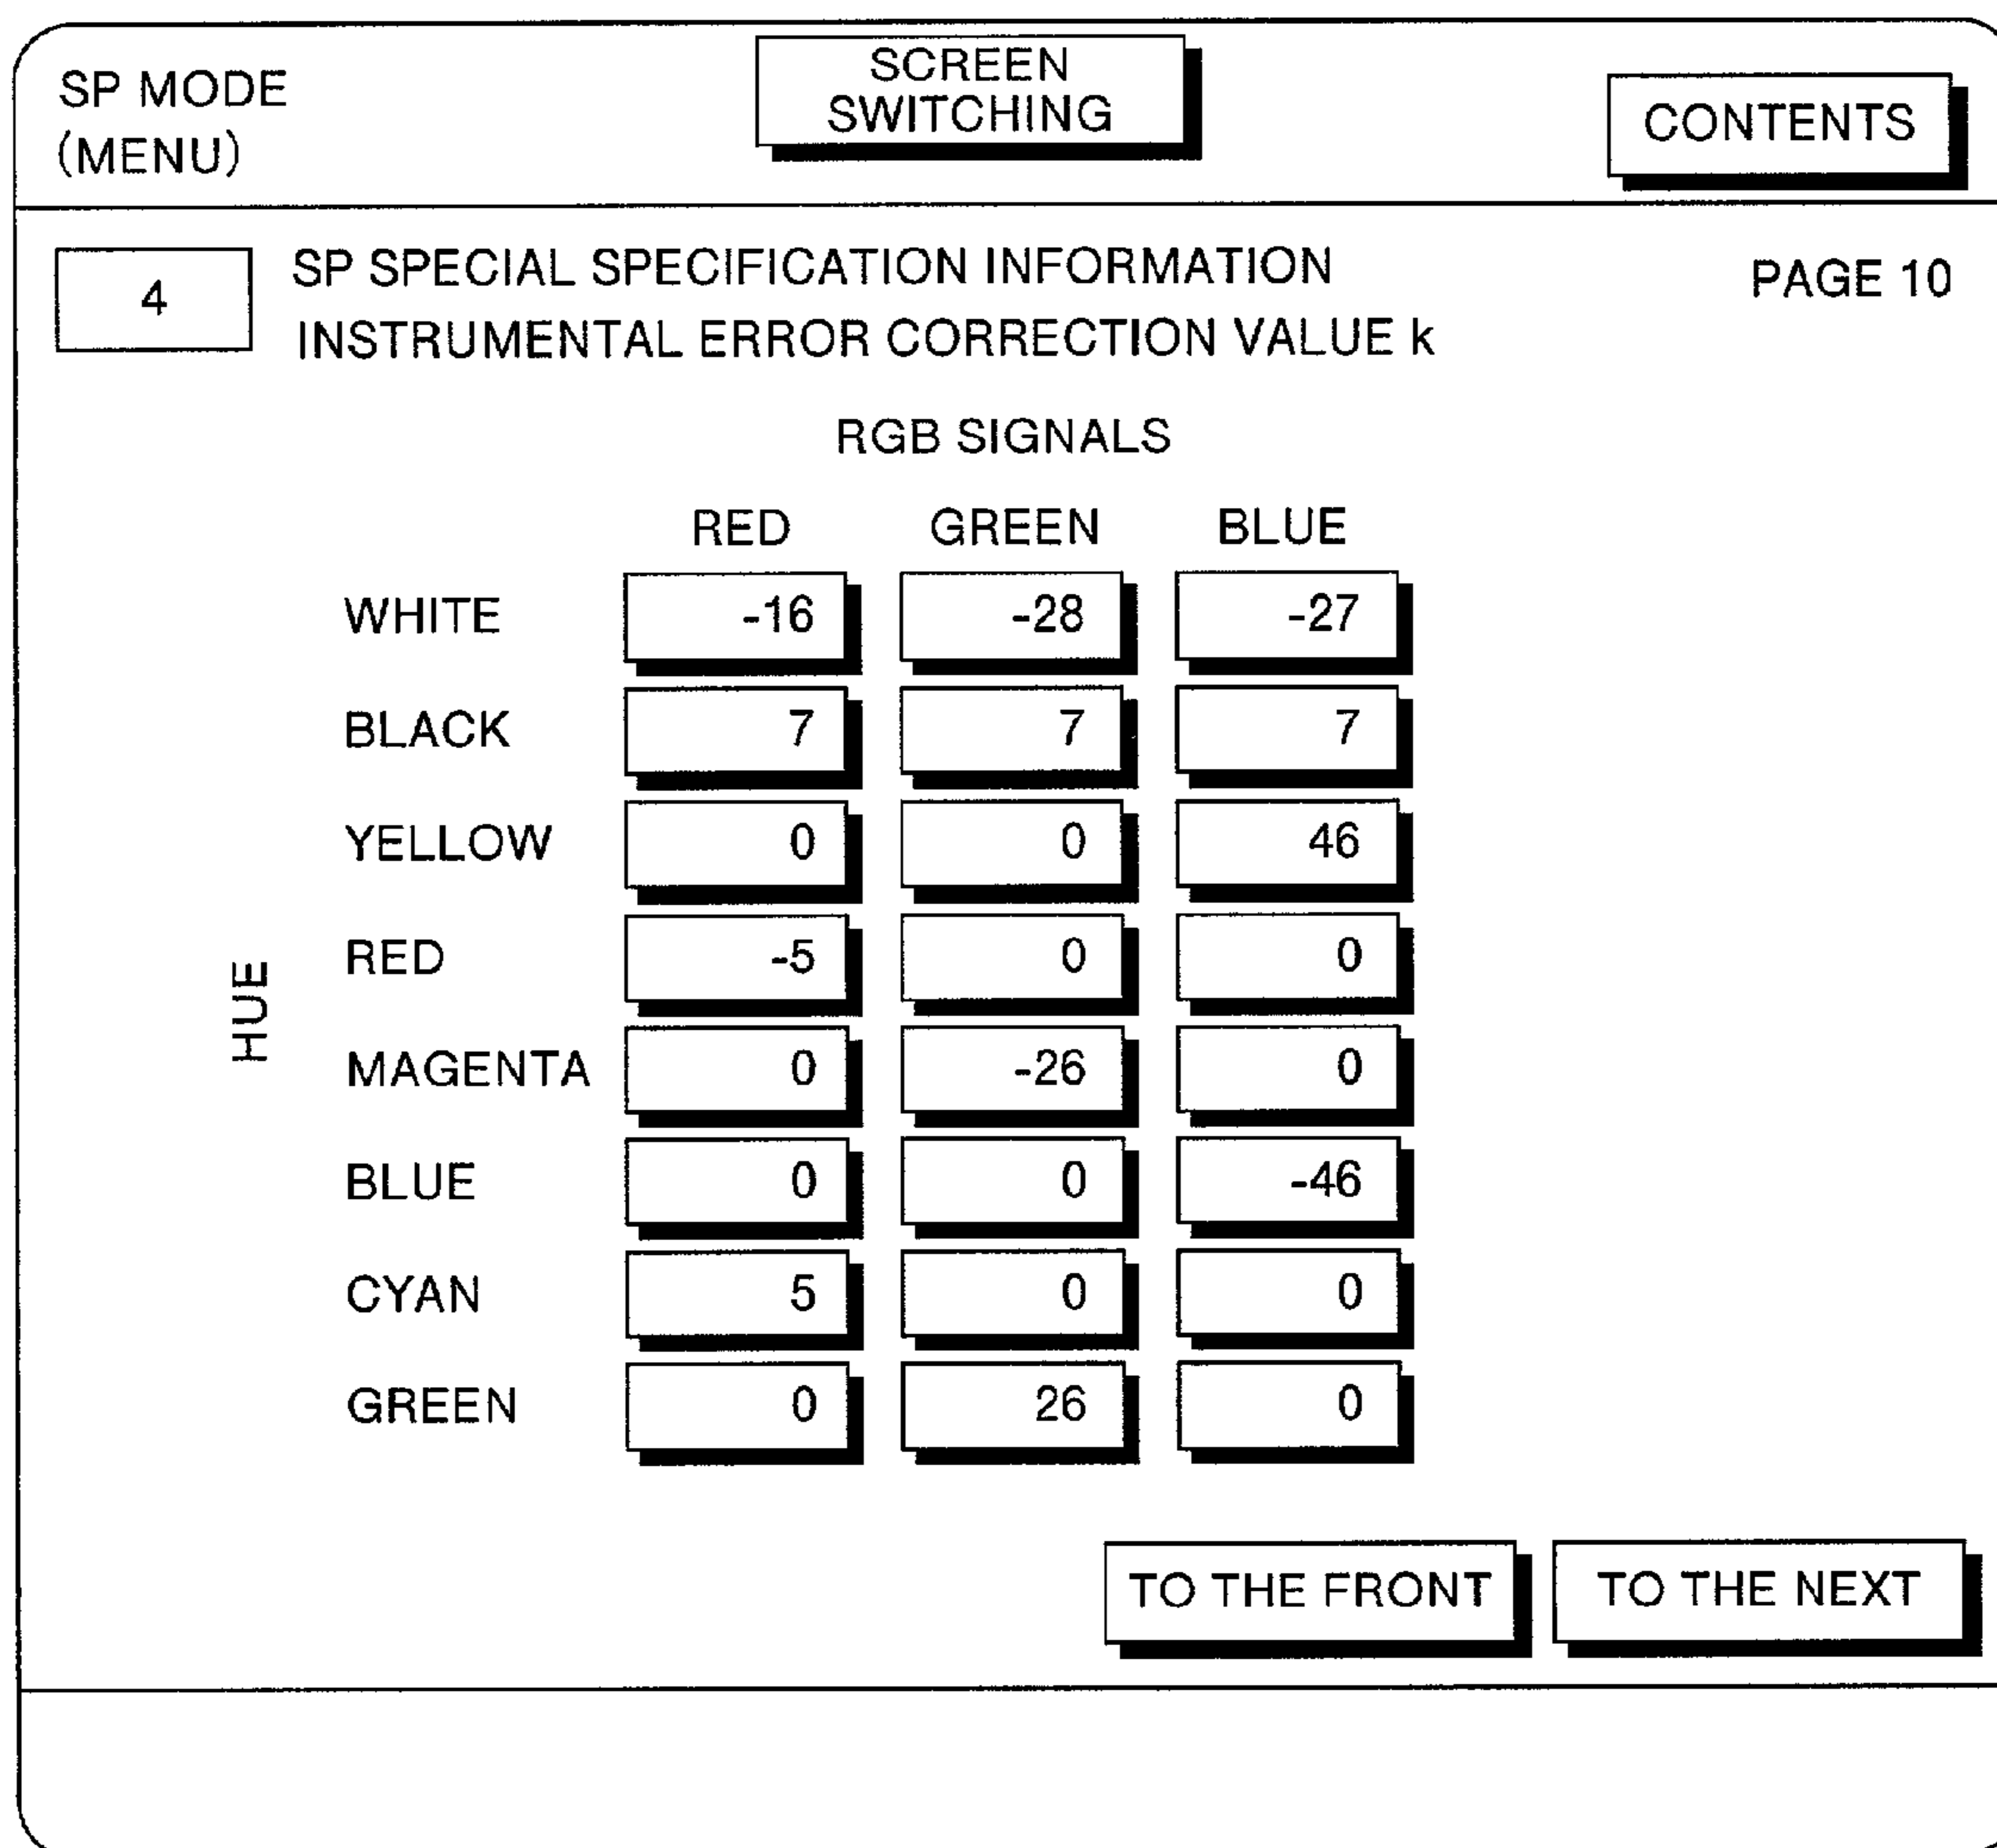 SP MODE
(MENU)
SCREEN
SWITCHING
CONTENTS
4
SP SPECIAL SPECIFICATION INFORMATION
INSTRUMENTAL ERROR CORRECTION VALUE k
PAGE 10
RGB SIGNALS
RED GREEN BLUE
HUE
WHITE -16 -28 -27
BLACK 7 7 7
YELLOW 0 0 46
RED -5 0 0
MAGENTA 0 -26 0
BLUE 0 0 -46
CYAN 5 0 0
GREEN 0 26 0
TO THE FRONT
TO THE NEXT